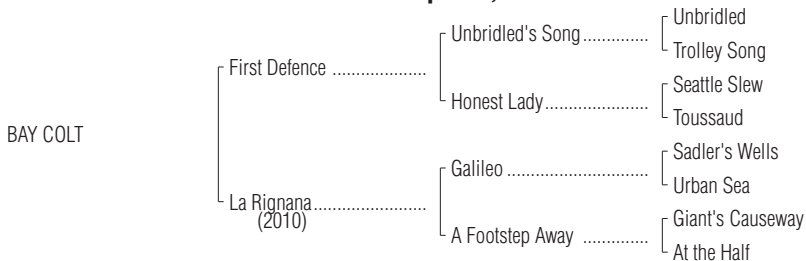 Unbridled
Unbridled's Song..............
Trolley Song
First Defence .....................
Seattle Slew
Honest Lady......................
Toussaud
BAY COLT
Sadler's Wells
Galileo ..............................
Urban Sea
La Rignana........................
(2010)
Giant's Causeway
A Footstep Away ..............
At the Half